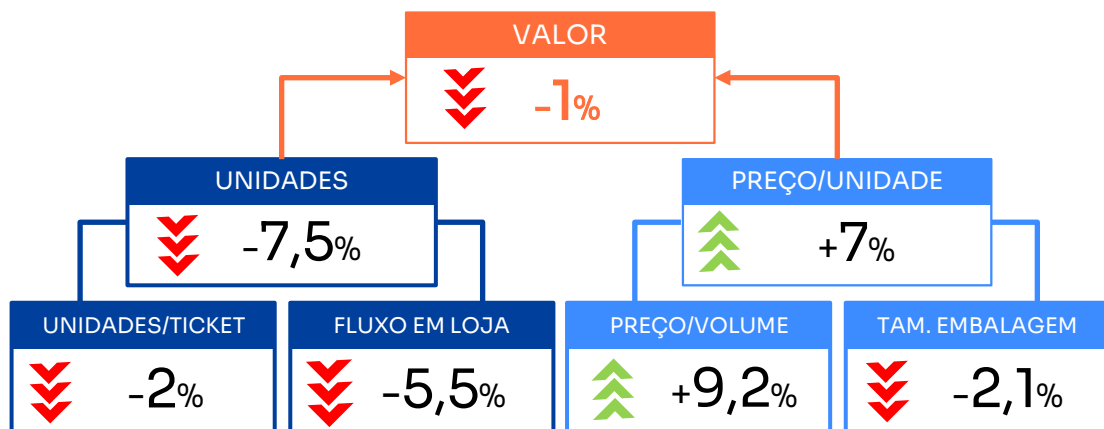 VALOR
-1%
UNIDADES
-7,5%
PREÇO/UNIDADE
+7%
UNIDADES/TICKET
-2%
FLUXO EM LOJA
-5,5%
PREÇO/VOLUME
+9,2%
TAM. EMBALAGEM
-2,1%